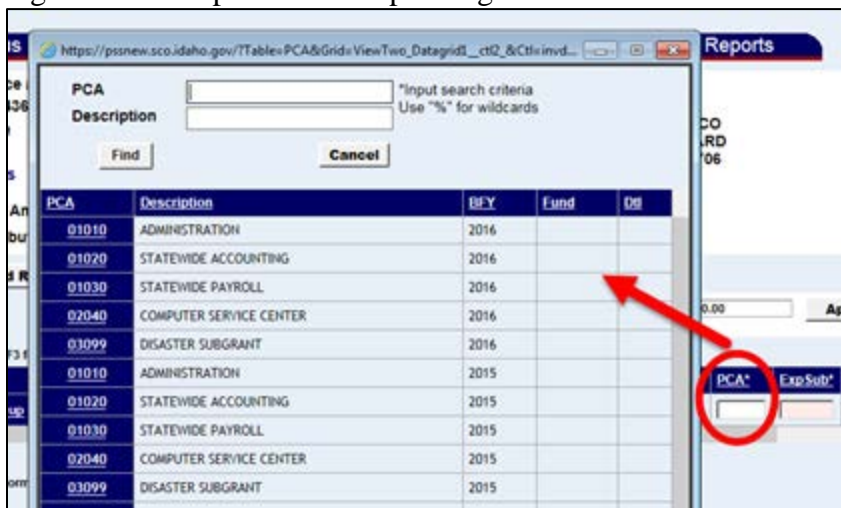 https://pssnew.sco.idaho.gov/?Table=PCA&Grid=ViewTwo_Datagrid1__ctl2_&Ctl=invd...
Reports
PCA
*Input search criteria
Description
Use "%" for wildcards
Find
Cancel
CO
RD
06
PCA Description BFY Fund Dtl
01010 ADMINISTRATION 2016
01020 STATEWIDE ACCOUNTING 2016
01030 STATEWIDE PAYROLL 2016
02040 COMPUTER SERVICE CENTER 2016
03099 DISASTER SUBGRANT 2016
01010 ADMINISTRATION 2015
01020 STATEWIDE ACCOUNTING 2015
01030 STATEWIDE PAYROLL 2015
02040 COMPUTER SERVICE CENTER 2015
03099 DISASTER SUBGRANT 2015
0.00
Ap
PCA* ExpSub*